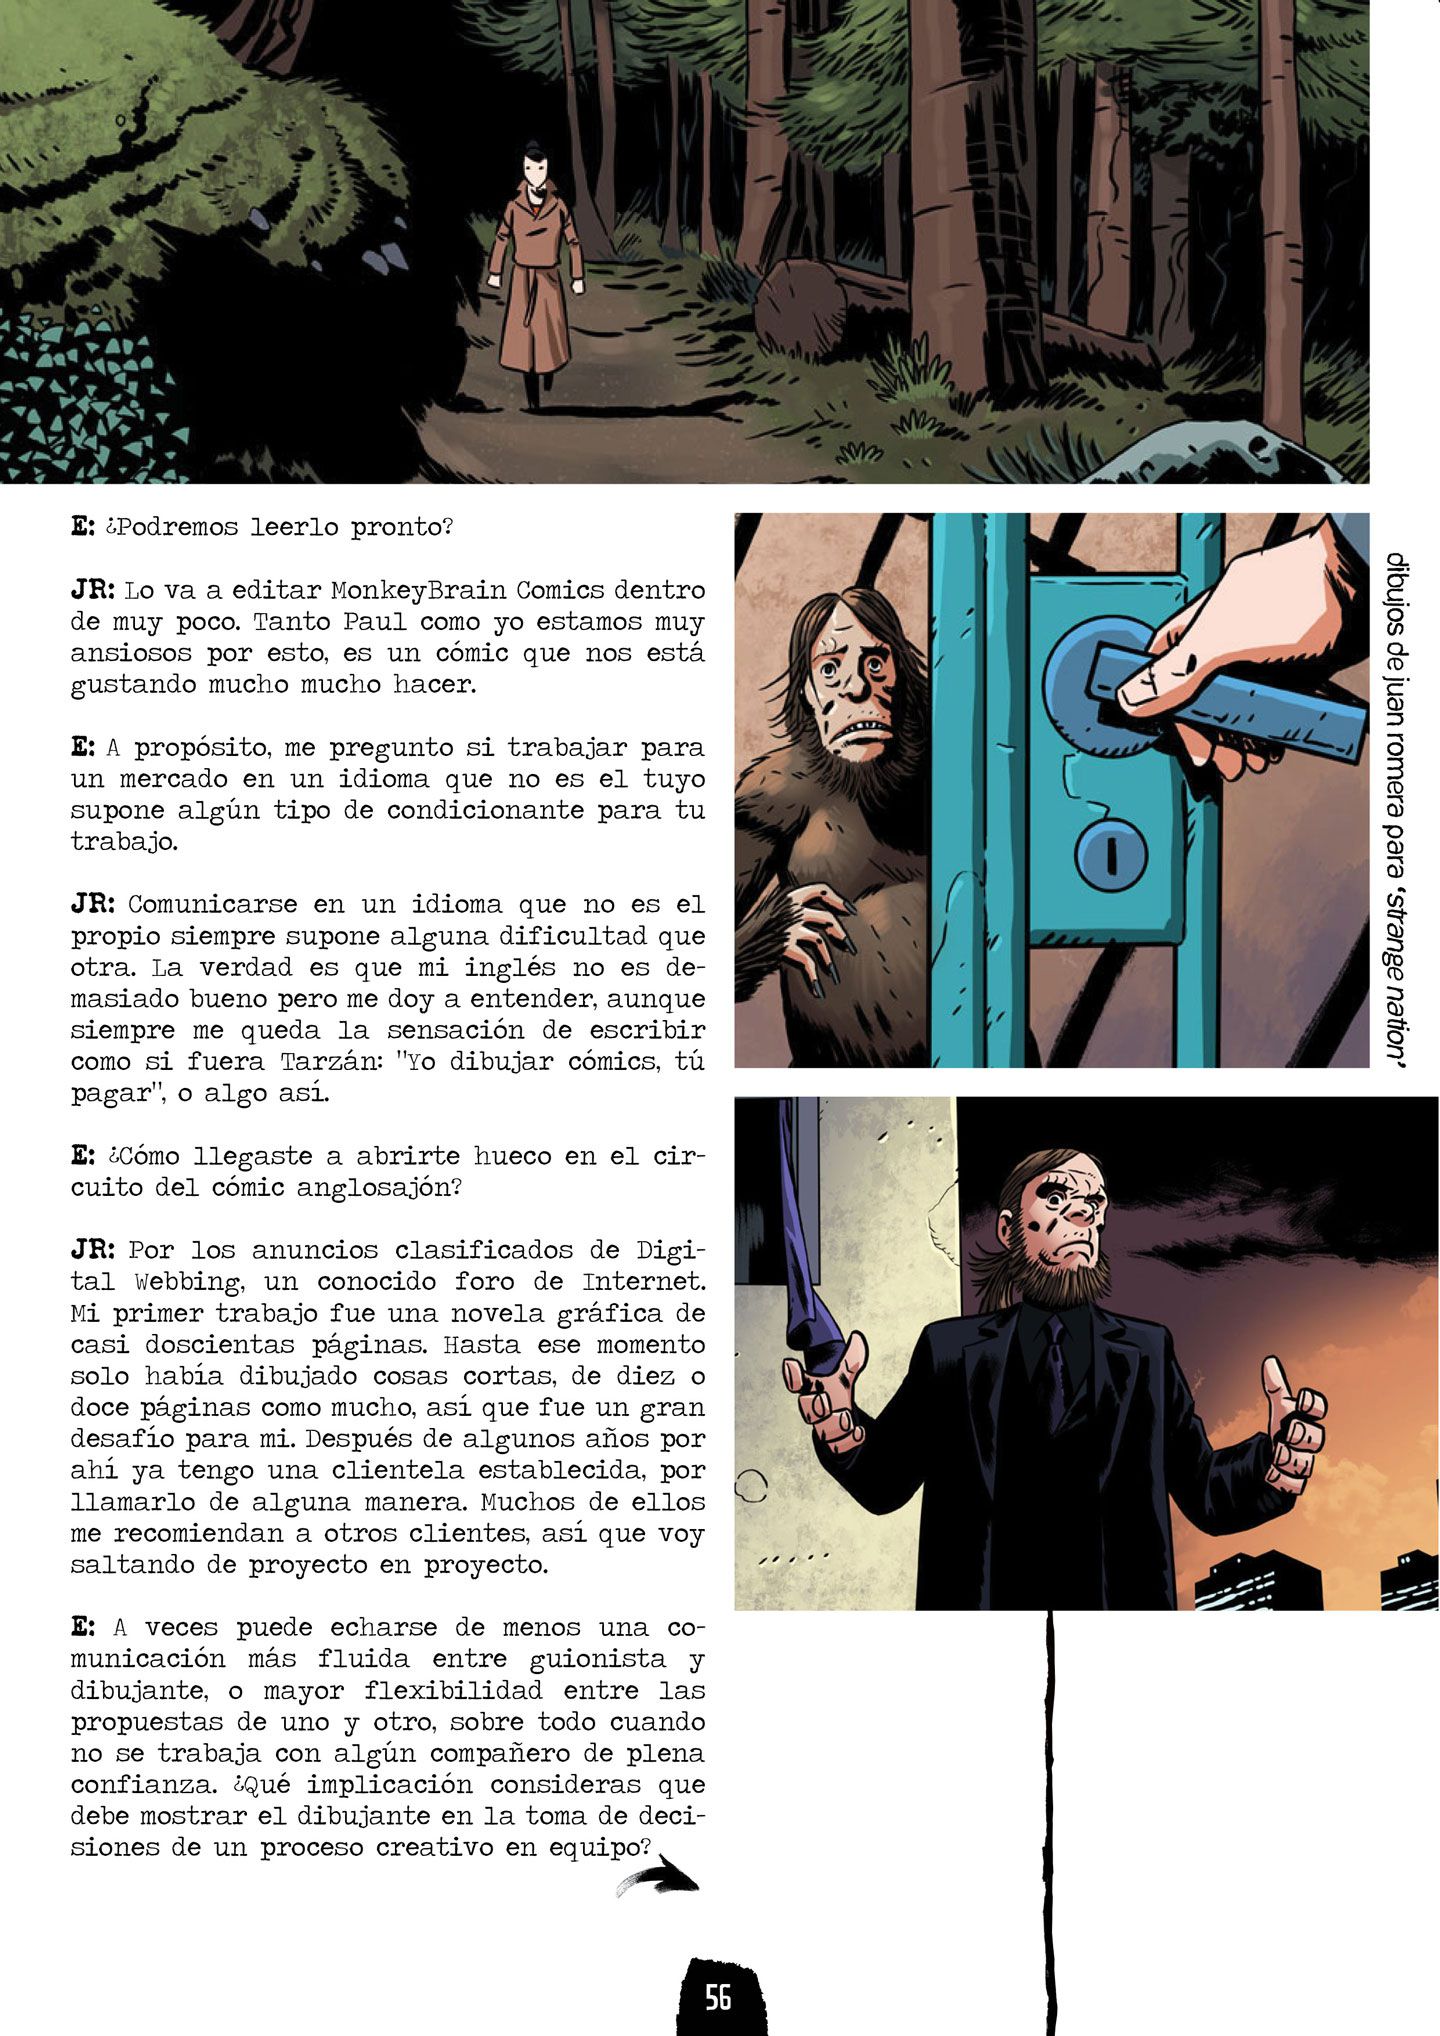 E: ¿Podremos leerlo pronto?
JR: Lo va a editar MonkeyBrain Comics dentro
de muy poco. Tanto Paul como yo estamos muy
ansiosos por esto, es un cómic que nos está
gustando mucho mucho hacer.
E: A propósito, me pregunto si trabajar para
un mercado en un idioma que no es el tuyo
supone algún tipo de condicionante para tu
trabajo.
JR: Comunicarse en un idioma que no es el
propio siempre supone alguna dificultad que
otra. La verdad es que mi inglés no es de-
masiado bueno pero me doy a entender, aunque
siempre me queda la sensación de escribir
como si fuera Tarzán: "Yo dibujar cómics, tú
pagar", o algo así.
E: ¿Cómo llegaste a abrirte hueco en el cir-
cuito del cómic anglosajón?
JR: Por los anuncios clasificados de Digi-
tal Webbing, un conocido foro de Internet.
Mi primer trabajo fue una novela gráfica de
casi doscientas páginas. Hasta ese momento
solo había dibujado cosas cortas, de diez o
doce páginas como mucho, así que fue un gran
desafío para mi. Después de algunos años por
ahí ya tengo una clientela establecida, por
llamarlo de alguna manera. Muchos de ellos
me recomiendan a otros clientes, así que voy
saltando de proyecto en proyecto.
E: A veces puede echarse de menos una co-
municación más fluida entre guionista y
dibujante, o mayor flexibilidad entre las
propuestas de uno y otro, sobre todo cuando
no se trabaja con algún compañero de plena
confianza. ¿Qué implicación consideras que
debe mostrar el dibujante en la toma de deci-
siones de un proceso creativo en equipo?
dibujos de juan romera para 'strange nation'
56